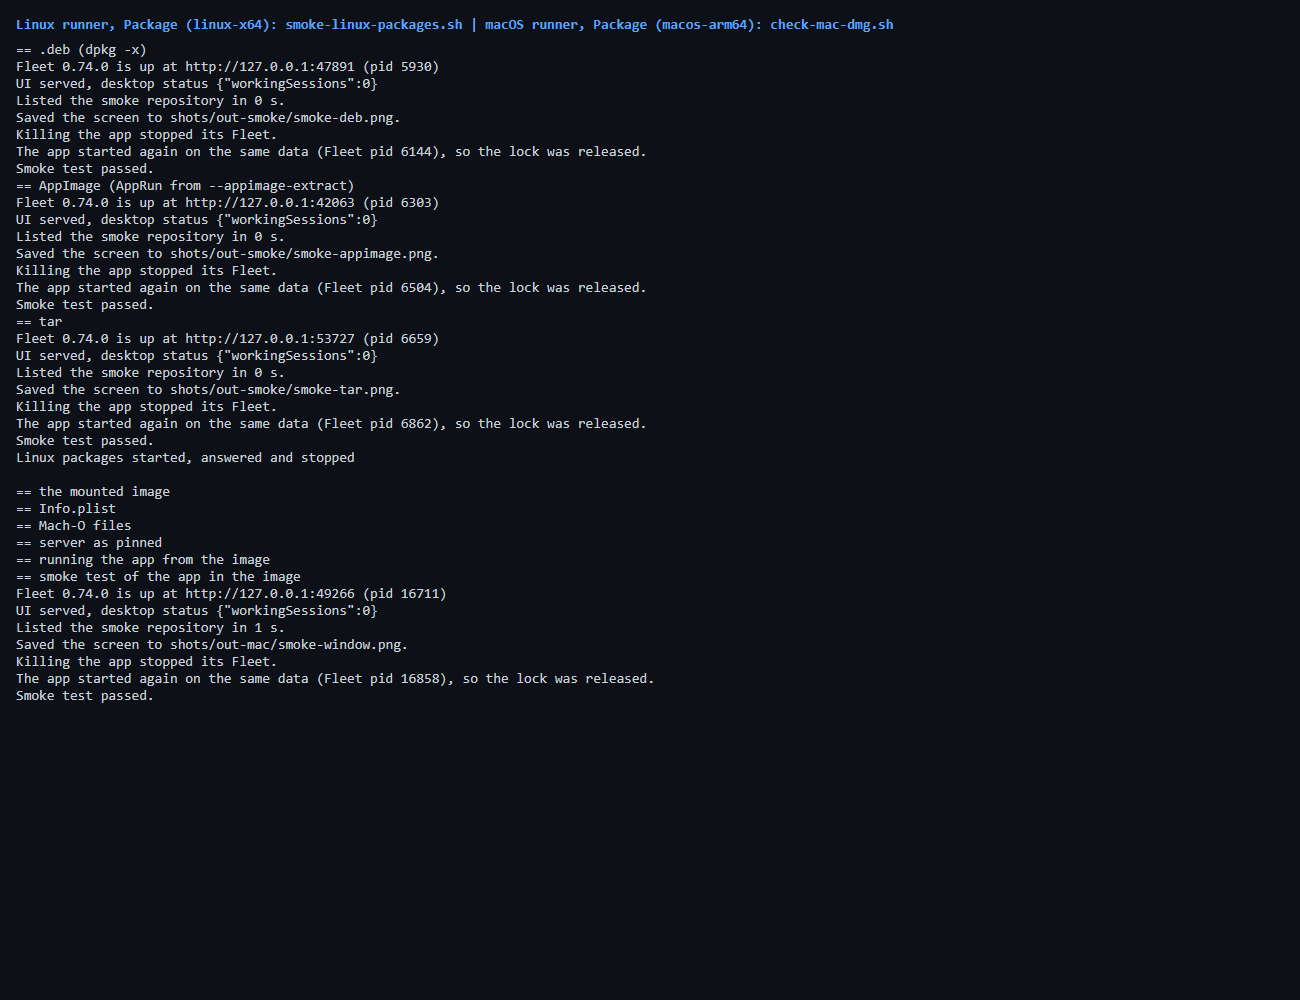 Linux runner, Package (linux-x64): smoke-linux-packages.sh | macOS runner, Package (macos-arm64): check-mac-dmg.sh
== .deb (dpkg -x)
Fleet 0.74.0 is up at http://127.0.0.1:47891 (pid 5930)
UI served, desktop status {"workingSessions":0}
Listed the smoke repository in 0 s.
Saved the screen to shots/out-smoke/smoke-deb.png.
Killing the app stopped its Fleet.
The app started again on the same data (Fleet pid 6144), so the lock was released.
Smoke test passed.
== AppImage (AppRun from --appimage-extract)
Fleet 0.74.0 is up at http://127.0.0.1:42063 (pid 6303)
UI served, desktop status {"workingSessions":0}
Listed the smoke repository in 0 s.
Saved the screen to shots/out-smoke/smoke-appimage.png.
Killing the app stopped its Fleet.
The app started again on the same data (Fleet pid 6504), so the lock was released.
Smoke test passed.
== tar
Fleet 0.74.0 is up at http://127.0.0.1:53727 (pid 6659)
UI served, desktop status {"workingSessions":0}
Listed the smoke repository in 0 s.
Saved the screen to shots/out-smoke/smoke-tar.png.
Killing the app stopped its Fleet.
The app started again on the same data (Fleet pid 6862), so the lock was released.
Smoke test passed.
Linux packages started, answered and stopped
== the mounted image
== Info.plist
== Mach-O files
== server as pinned
== running the app from the image
== smoke test of the app in the image
Fleet 0.74.0 is up at http://127.0.0.1:49266 (pid 16711)
UI served, desktop status {"workingSessions":0}
Listed the smoke repository in 1 s.
Saved the screen to shots/out-mac/smoke-window.png.
Killing the app stopped its Fleet.
The app started again on the same data (Fleet pid 16858), so the lock was released.
Smoke test passed.